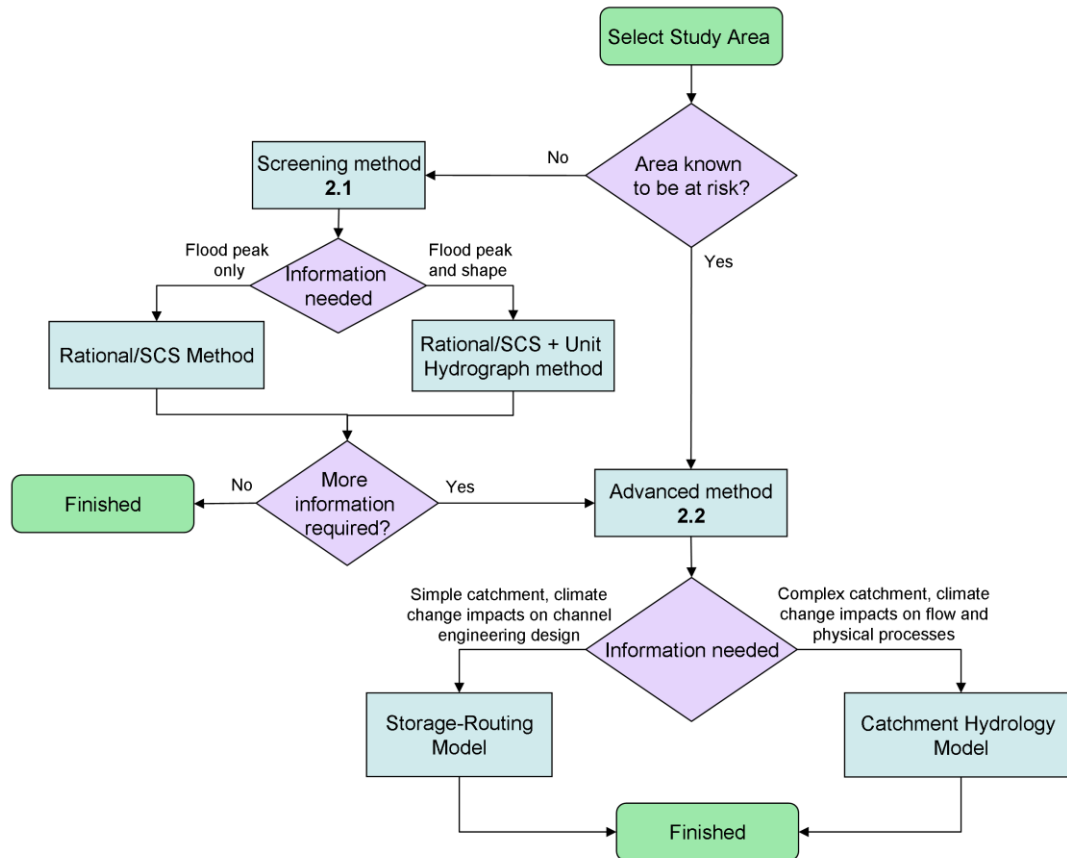 Select Study Area
Area known
to be at risk?
No
Yes
Screening method
2.1
Flood peak
only
Information
needed
Flood peak
and shape
Rational/SCS Method
Rational/SCS + Unit
Hydrograph method
More
information
required?
No
Finished
Yes
Advanced method
2.2
Simple catchment, climate
change impacts on channel
engineering design
Information needed
Complex catchment, climate
change impacts on flow and
physical processes
Storage-Routing
Model
Catchment Hydrology
Model
Finished